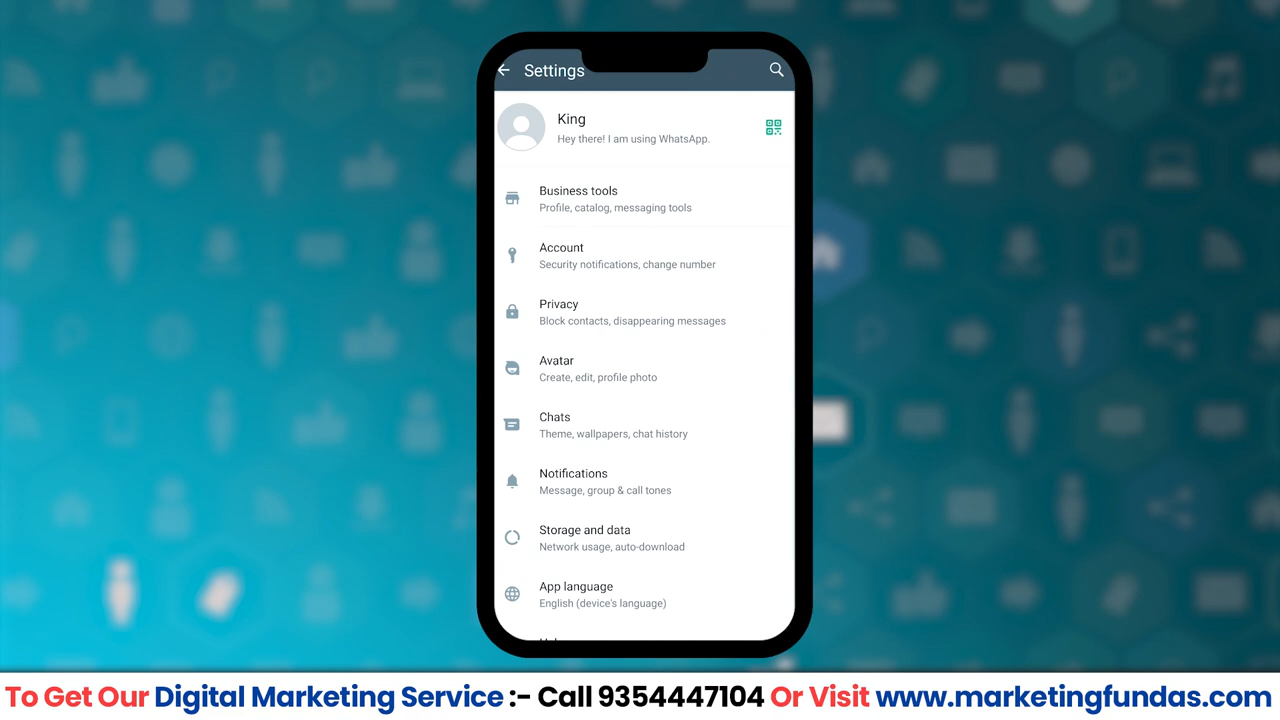 Settings
King
Hey there! I am using WhatsApp.
Business tools
Profile, catalog, messaging tools
Account
Security notifications, change number
Privacy
Block contacts, disappearing messages
Avatar
Create, edit, profile photo
Chats
Theme, wallpapers, chat history
Notifications
Message, group & call tones
Storage and data
Network usage, auto-download
App language
English (device's language)
To Get Our Digital Marketing Service :- Call 9354447104 Or Visit www.marketingfundas.com